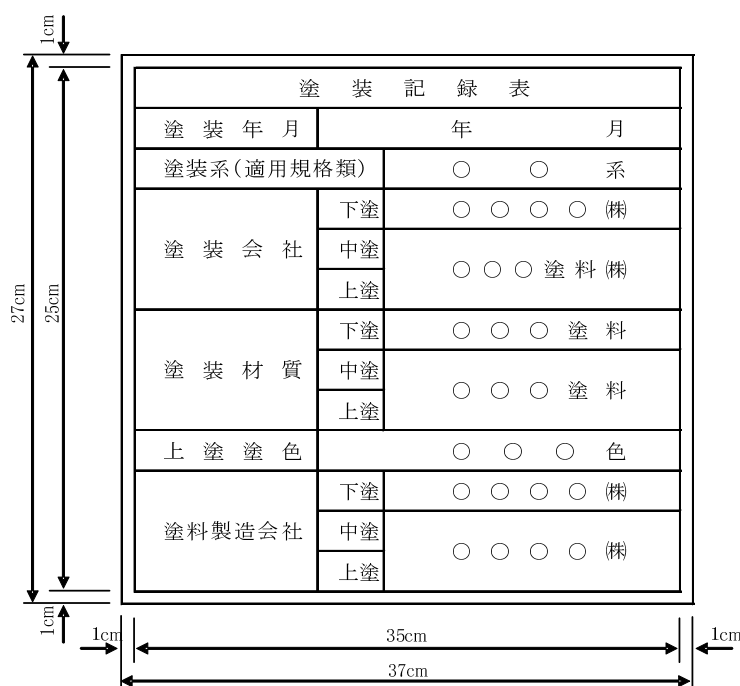 1cm
塗装記録表
塗装年月 年 月
塗装系(適用規格類) ○ ○ 系
塗装会社 下塗 ○○○○㈱
中塗 ○○○塗料㈱
上塗
塗装材質 下塗 ○○○塗料
中塗 ○○○塗料
上塗
上塗塗色 ○○○色
塗料製造会社 下塗 ○○○○㈱
中塗 ○○○○㈱
上塗
27cm
25cm
1cm
1cm 35cm 1cm
37cm